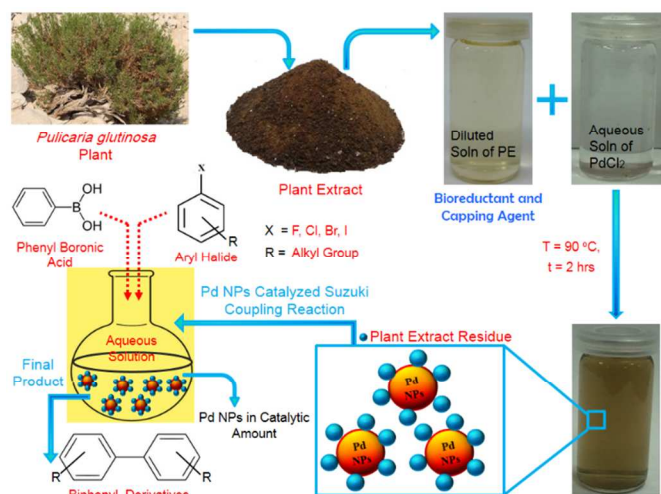 Pulicaria glutinosa
Plant
Plant Extract
Diluted
Soln of PE
+
Aqueous
Soln of
PdCl2
Bioreductant and
Capping Agent
T = 90 °C,
t = 2 hrs
OH
B
OH
Phenyl Boronic
Acid
X
R
Aryl Halide
X = F, Cl, Br, I
R = Alkyl Group
Pd NPs Catalyzed Suzuki
Coupling Reaction
Plant Extract Residue
Aqueous
Solution
Final
Product
Pd NPs in Catalytic
Amount
Pd
NPs
Pd
NPs
Pd
NPs
R
R
Biphenyl Derivatives